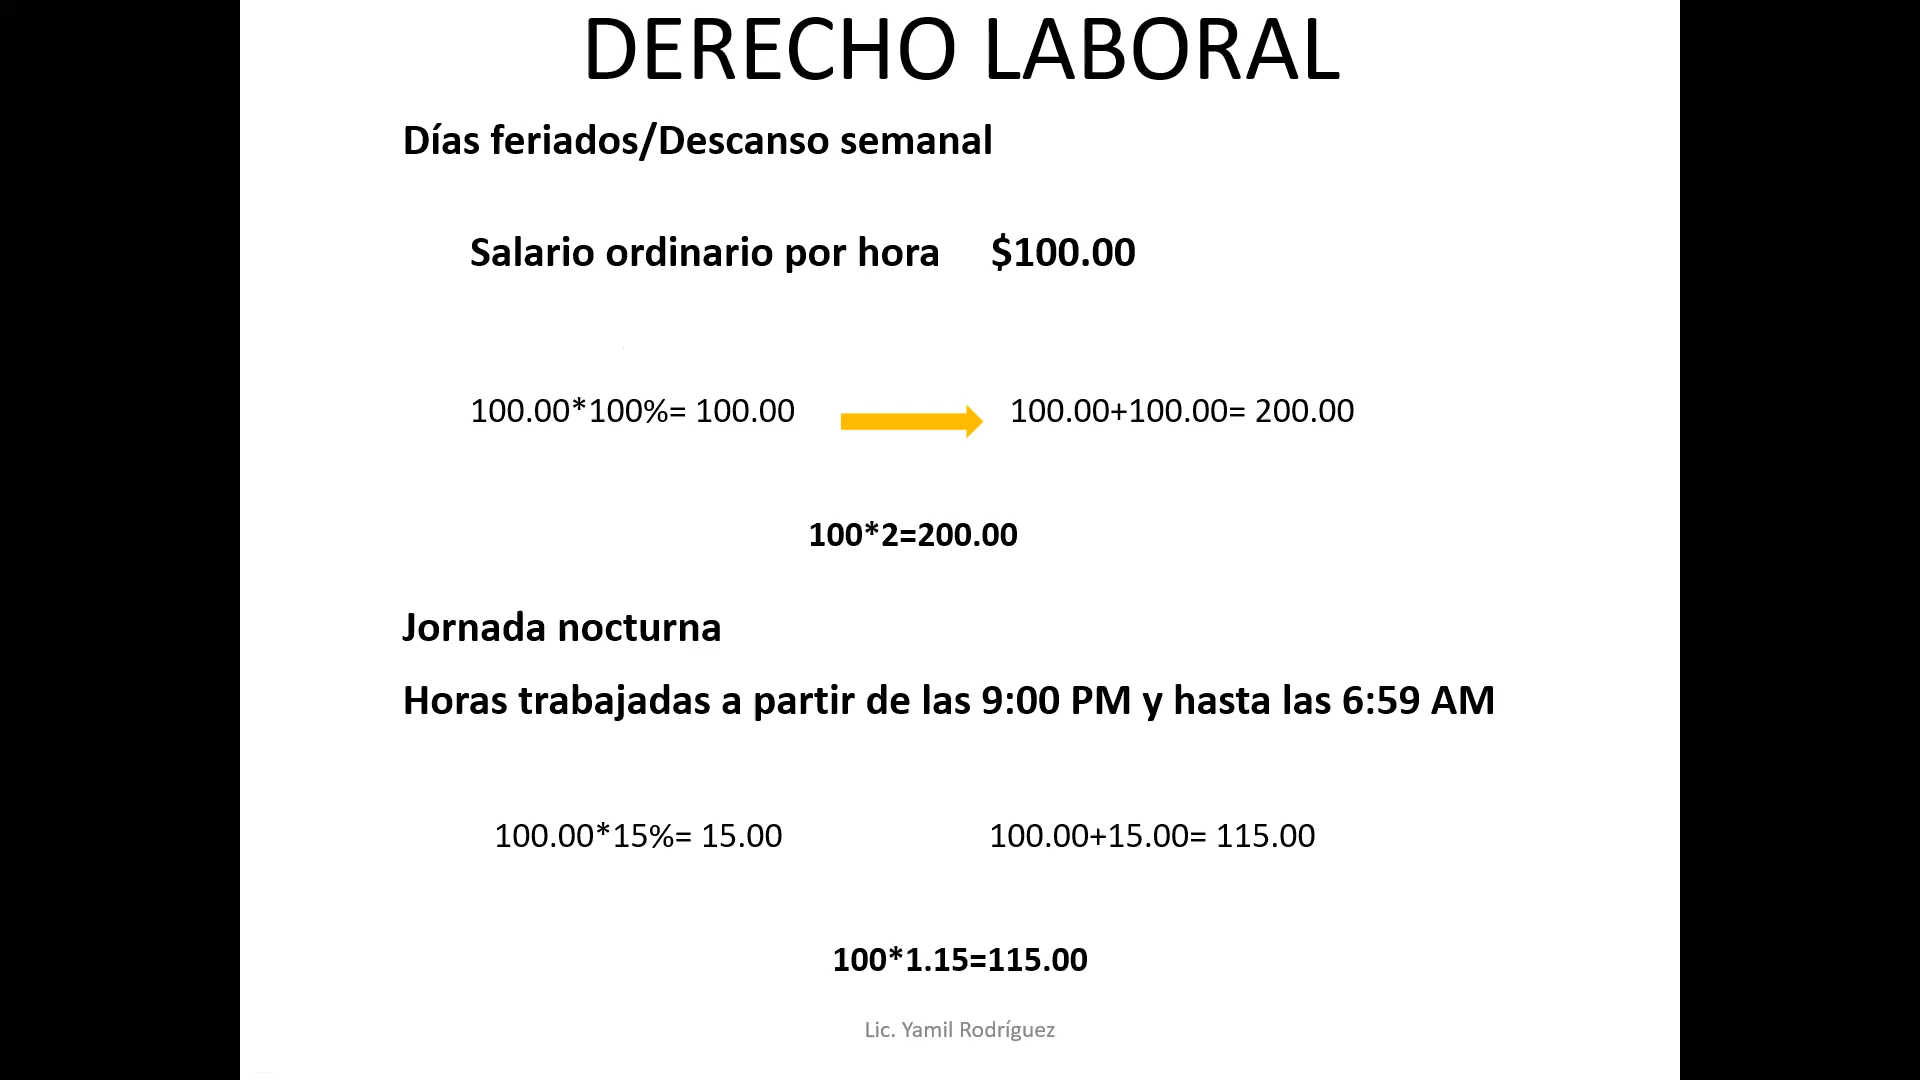 DERECHO LABORAL
Días feriados/Descanso semanal
Salario ordinario por hora $100.00
100.00*100%= 100.00 100.00+100.00= 200.00
100*2=200.00
Jornada nocturna
Horas trabajadas a partir de las 9:00 PM y hasta las 6:59 AM
100.00*15%= 15.00 100.00+15.00= 115.00
100*1.15=115.00
Lic. Yamil Rodríguez